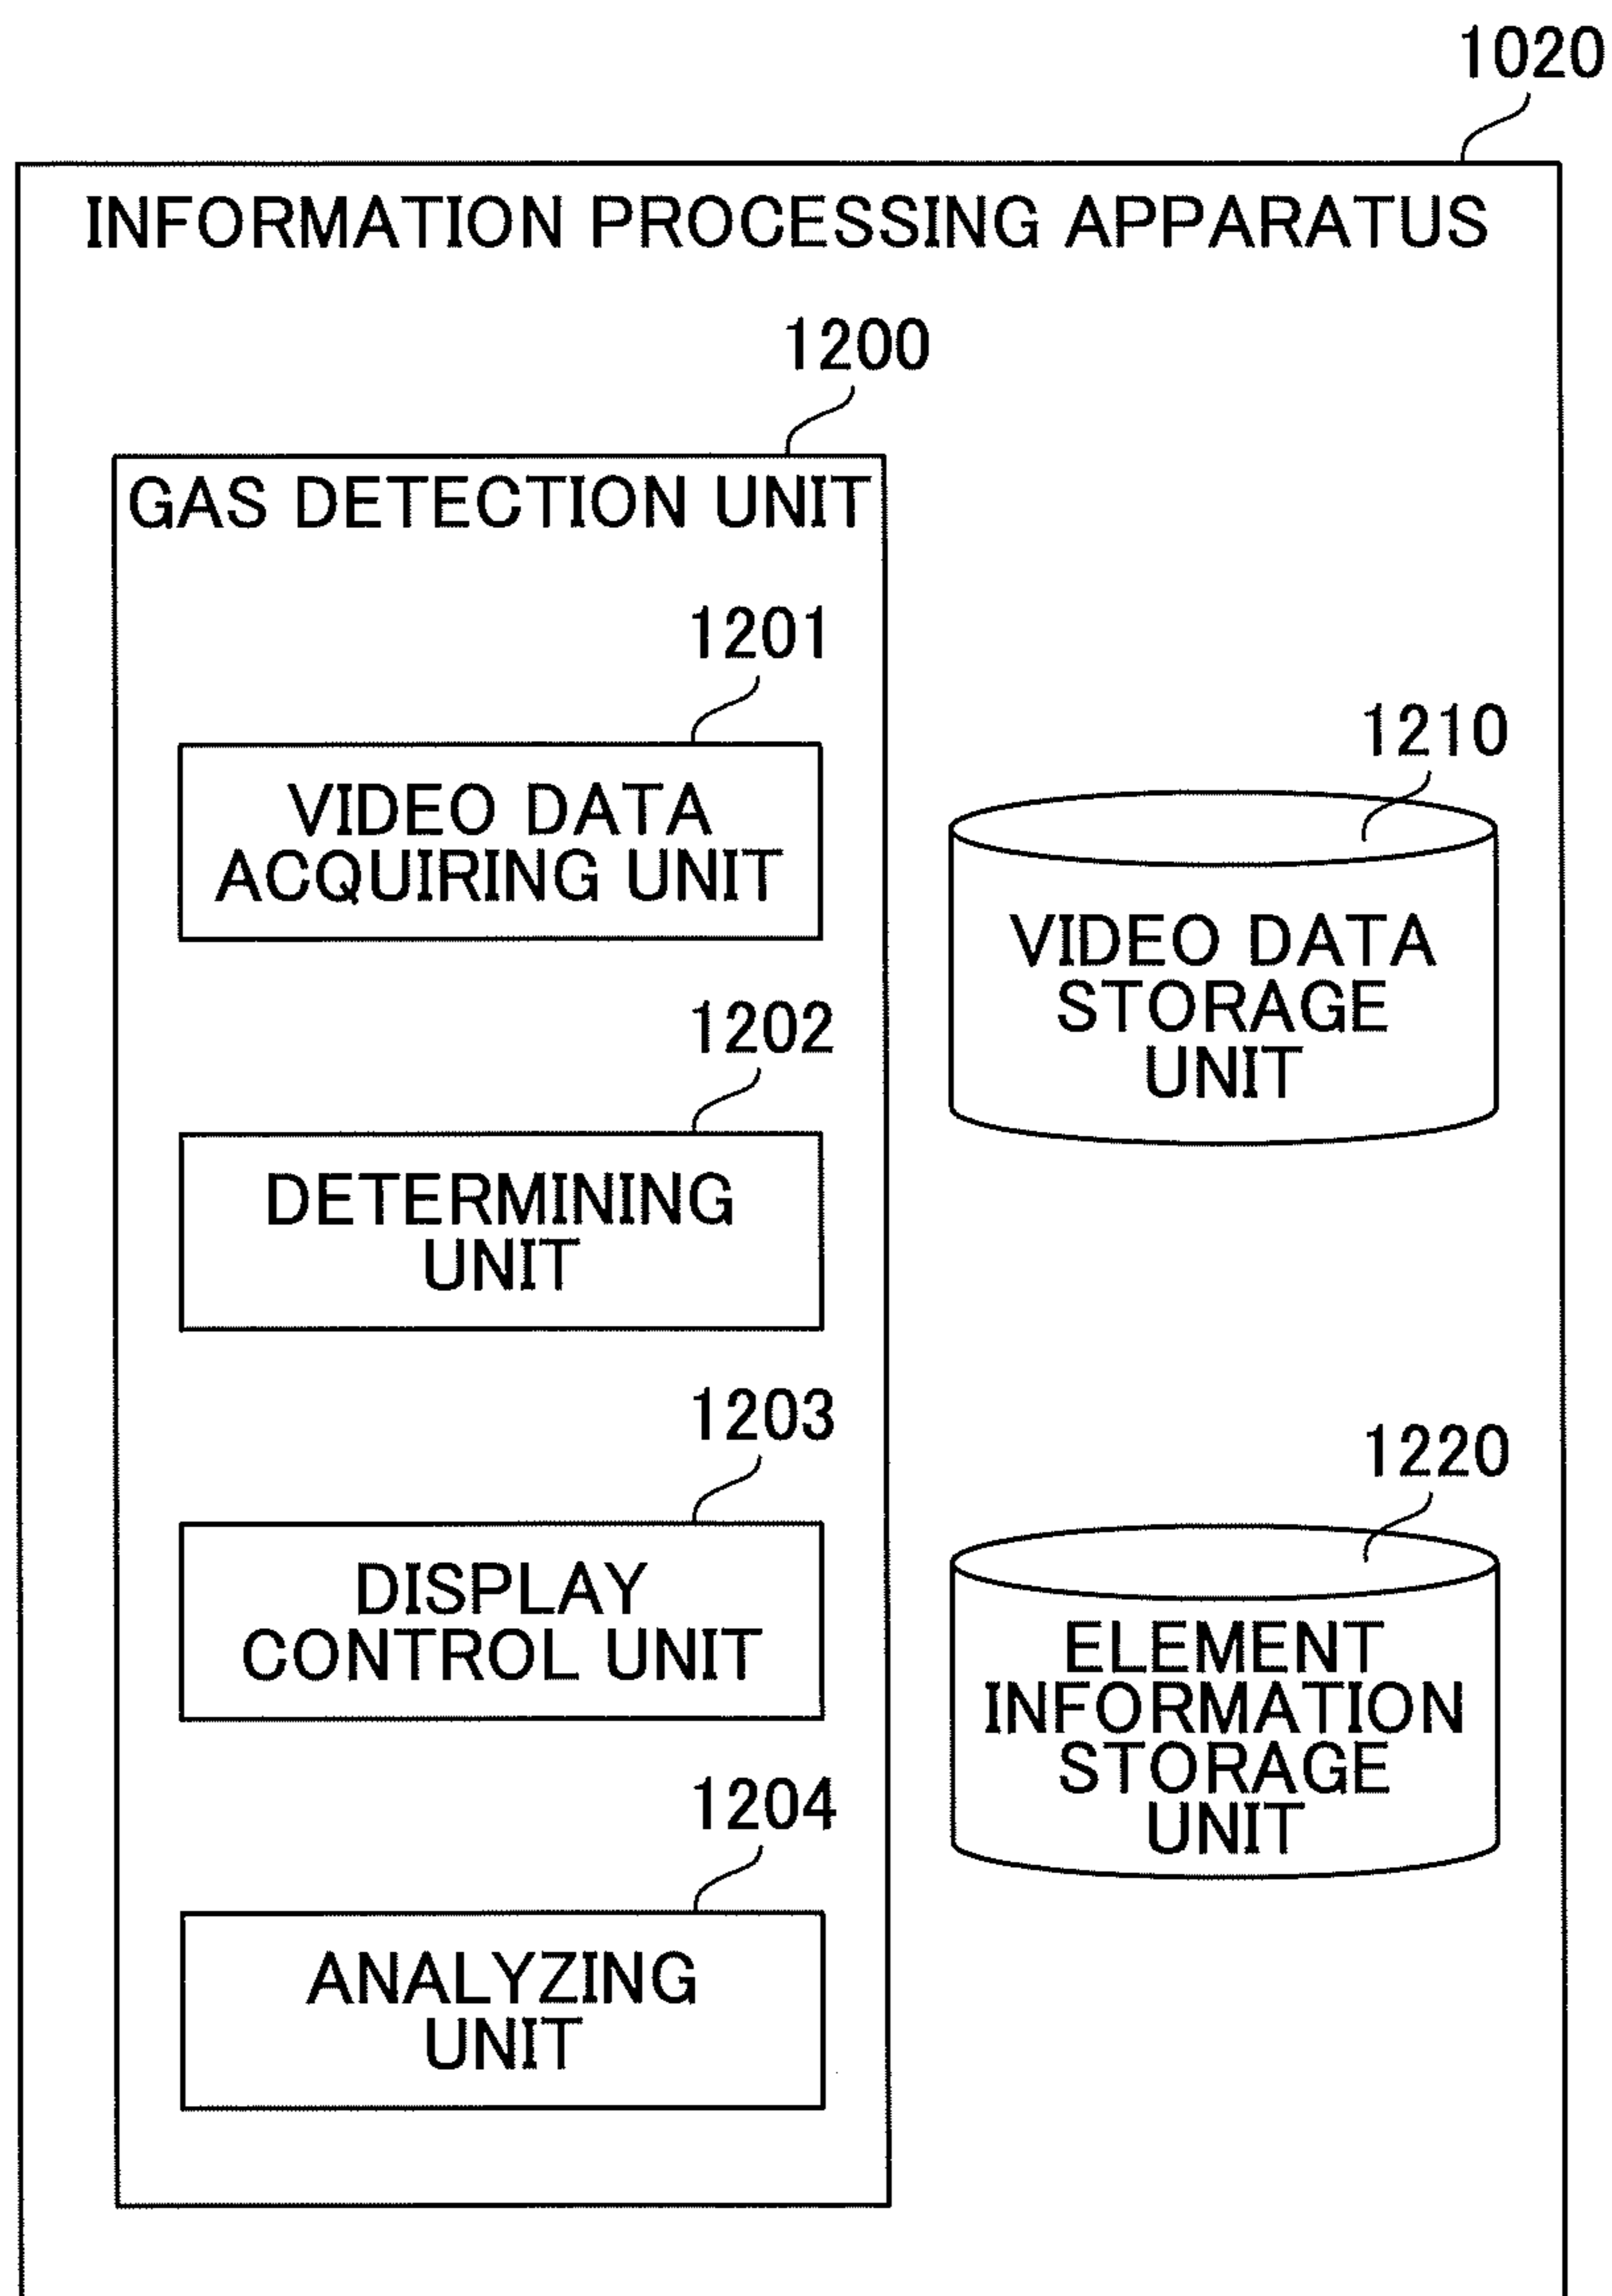 1020
INFORMATION PROCESSING APPARATUS
1200
GAS DETECTION UNIT
1201
VIDEO DATA
ACQUIRING UNIT
1202
DETERMINING
UNIT
1203
DISPLAY
CONTROL UNIT
1204
ANALYZING
UNIT
1210
VIDEO DATA
STORAGE
UNIT
1220
ELEMENT
INFORMATION
STORAGE
UNIT